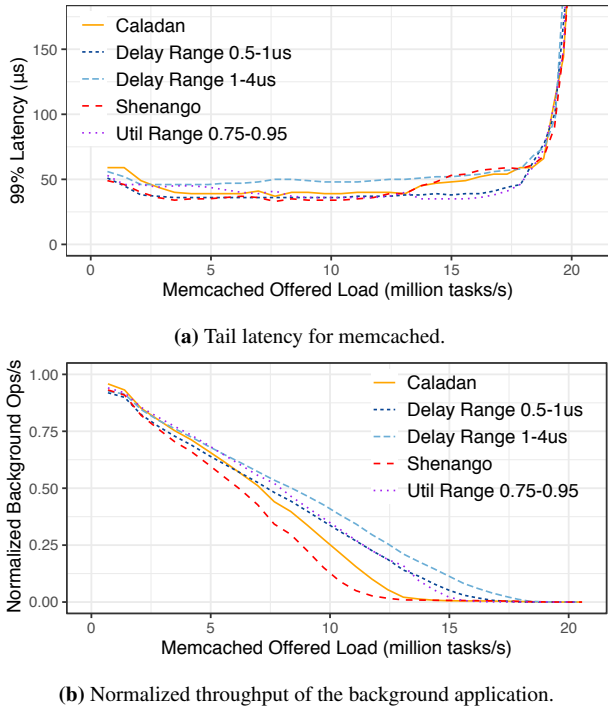 150
100
50
0
99% Latency (µs)
Caladan
Delay Range 0.5-1us
Delay Range 1-4us
Shenango
Util Range 0.75-0.95
0 5 10 15 20
Memcached Offered Load (million tasks/s)
(a) Tail latency for memcached.
1.00
0.75
0.50
0.25
0.00
Normalized Background Ops/s
Caladan
Delay Range 0.5-1us
Delay Range 1-4us
Shenango
Util Range 0.75-0.95
0 5 10 15 20
Memcached Offered Load (million tasks/s)
(b) Normalized throughput of the background application.